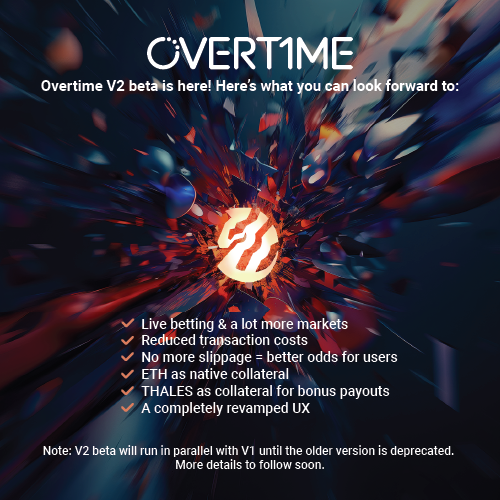 OVERT1ME
Overtime V2 beta is here! Here's what you can look forward to:
Live betting & a lot more markets
Reduced transaction costs
No more slippage = better odds for users
ETH as native collateral
THALES as collateral for bonus payouts
A completely revamped UX
Note: V2 beta will run in parallel with V1 until the older version is deprecated.
More details to follow soon.